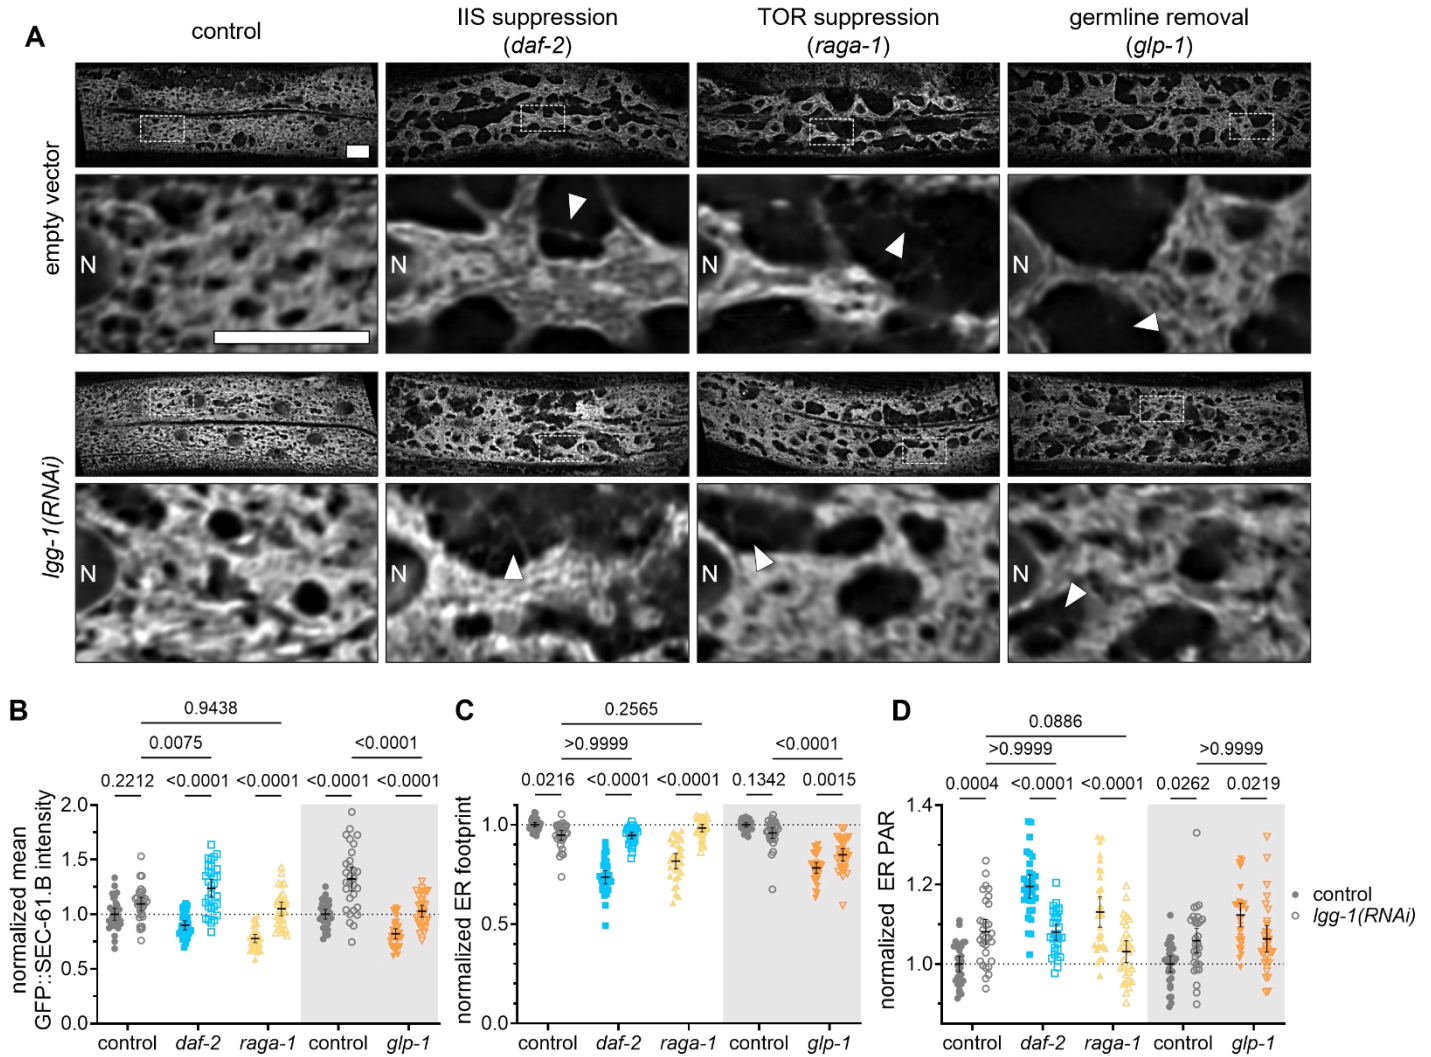 A
control
IIS suppression
(daf-2)
TOR suppression
(raga-1)
germline removal
(glp-1)
empty vector
N
N
N
N
lgg-1(RNAi)
N
N
N
N
B
0.9438
0.0075
<0.0001
0.2212
<0.0001
<0.0001
<0.0001
<0.0001
normalized mean
GFP::SEC-61.B intensity
2.0
1.5
1.0
0.5
0.0
control
daf-2
raga-1
control
glp-1
C
0.2565
>0.9999
<0.0001
0.0216
<0.0001
<0.0001
0.1342
0.0015
normalized ER footprint
1.0
0.5
0.0
control
daf-2
raga-1
control
glp-1
D
0.0886
>0.9999
>0.9999
0.0004
<0.0001
<0.0001
0.0262
0.0219
normalized ER PAR
1.4
1.2
1.0
control
daf-2
raga-1
control
glp-1
control
lgg-1(RNAi)